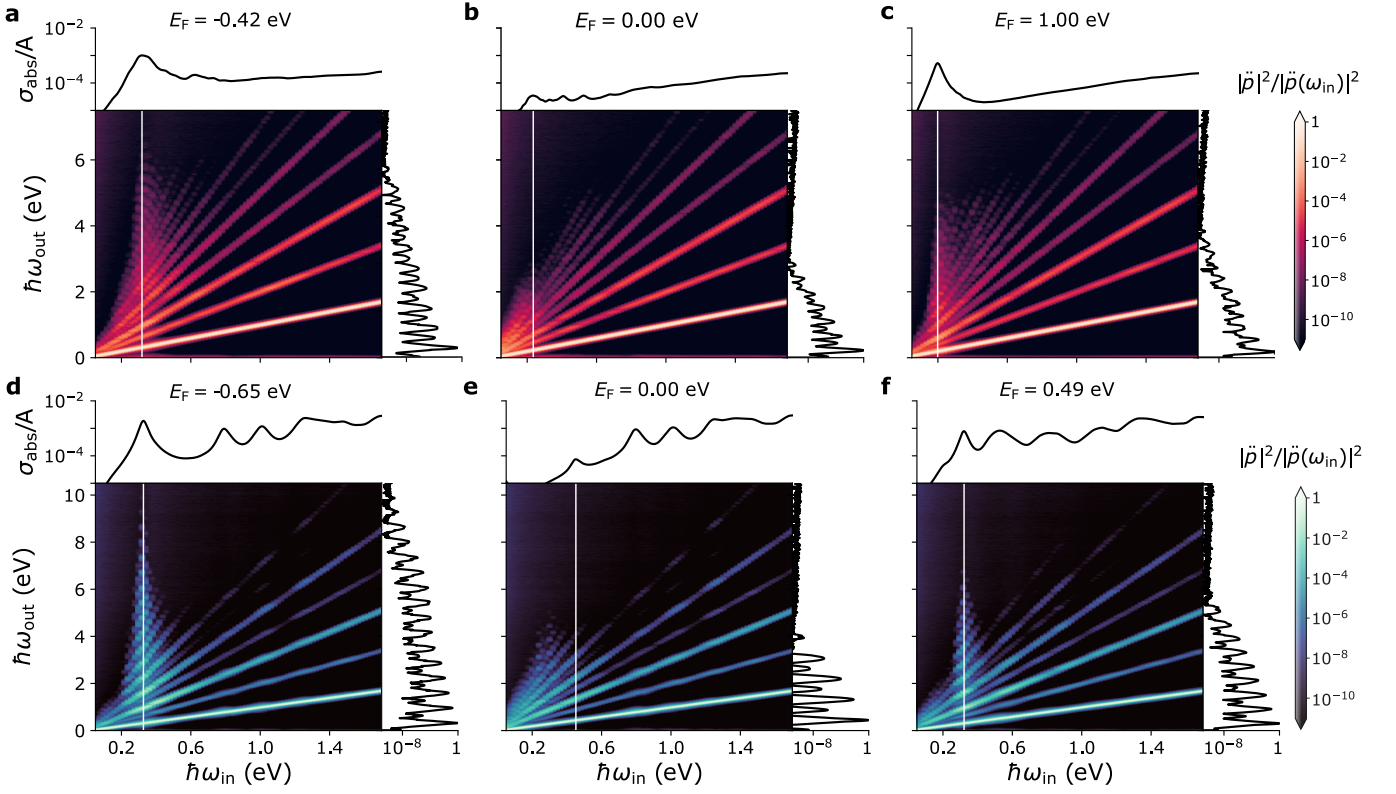 a
E_F = -0.42 eV
b
E_F = 0.00 eV
c
E_F = 1.00 eV
10⁻²
10⁻⁴
σ_abs/A
|p̈|²/|p̈(ω_in)|²
1
10⁻²
10⁻⁴
10⁻⁶
10⁻⁸
10⁻¹⁰
6
4
2
0
ħω_out (eV)
d
E_F = -0.65 eV
e
E_F = 0.00 eV
f
E_F = 0.49 eV
10⁻²
10⁻⁴
σ_abs/A
|p̈|²/|p̈(ω_in)|²
1
10⁻²
10⁻⁴
10⁻⁶
10⁻⁸
10⁻¹⁰
10
8
6
4
2
0
ħω_out (eV)
0.2 0.6 1.0 1.4 10⁻⁸ 1
0.2 0.6 1.0 1.4 10⁻⁸ 1
0.2 0.6 1.0 1.4 10⁻⁸ 1
ħω_in (eV)
ħω_in (eV)
ħω_in (eV)